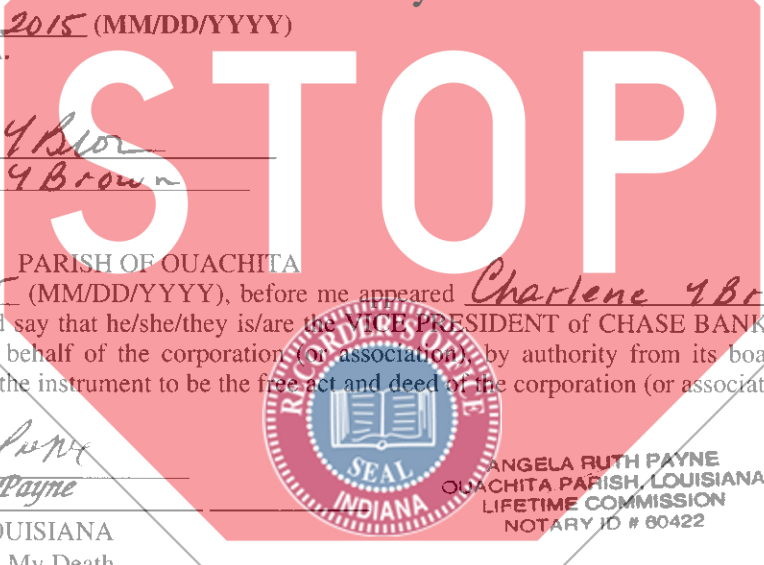 2015 (MM/DD/YYYY)
STOP
Y Bror
Y Brown
PARISH OF OUACHITA
(MM/DD/YYYY), before me appeared Charlene Y Br
say that he/she/they is/are the VICE PRESIDENT of CHASE BANK
behalf of the corporation (or association), by authority from its boa
the instrument to be the free act and deed of the corporation (or associat
RECORDER'S OFFICE
SEAL
INDIANA
Payne
ANGELA RUTH PAYNE
OUACHITA PARISH, LOUISIANA
LIFETIME COMMISSION
NOTARY ID # 60422
OUISIANA
My Death